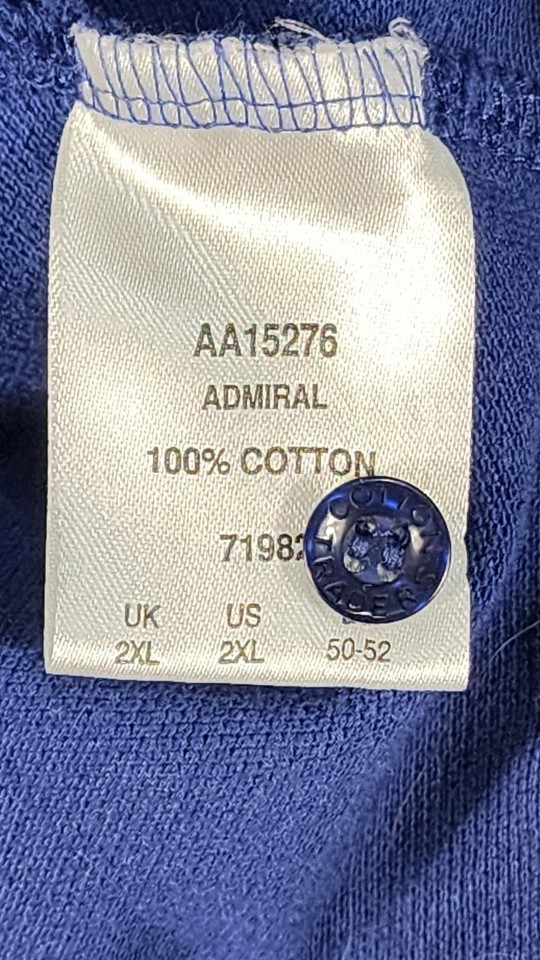 AA15276
ADMIRAL
100% COTTON
COTTON
TRADERS
UK US
2XL 2XL 50-52